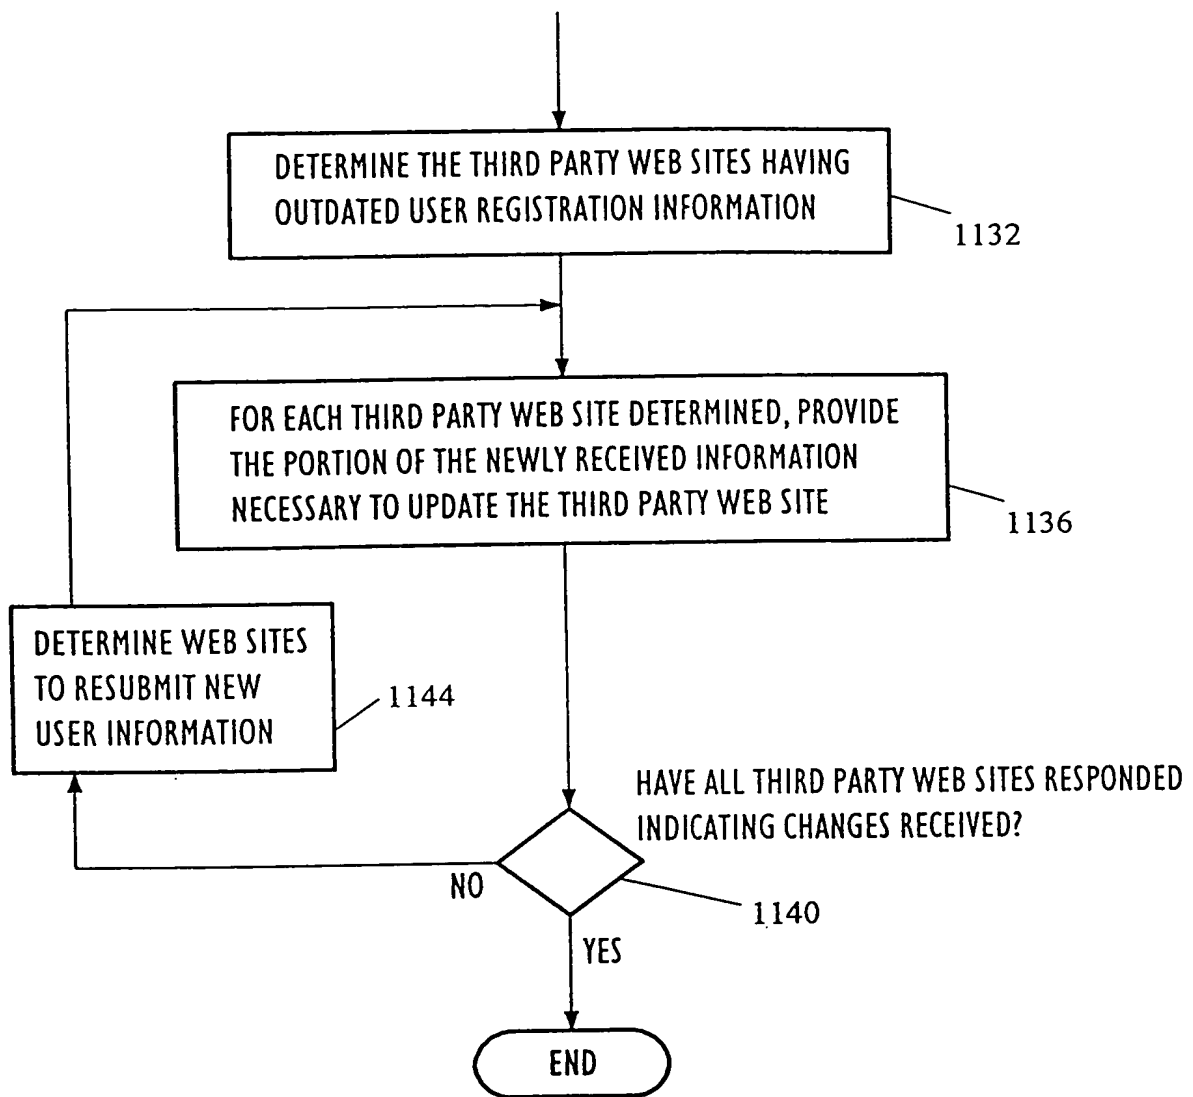 DETERMINE THE THIRD PARTY WEB SITES HAVING
OUTDATED USER REGISTRATION INFORMATION
1132
FOR EACH THIRD PARTY WEB SITE DETERMINED, PROVIDE
THE PORTION OF THE NEWLY RECEIVED INFORMATION
NECESSARY TO UPDATE THE THIRD PARTY WEB SITE
1136
DETERMINE WEB SITES
TO RESUBMIT NEW
USER INFORMATION
1144
HAVE ALL THIRD PARTY WEB SITES RESPONDED
INDICATING CHANGES RECEIVED?
NO
1140
YES
END